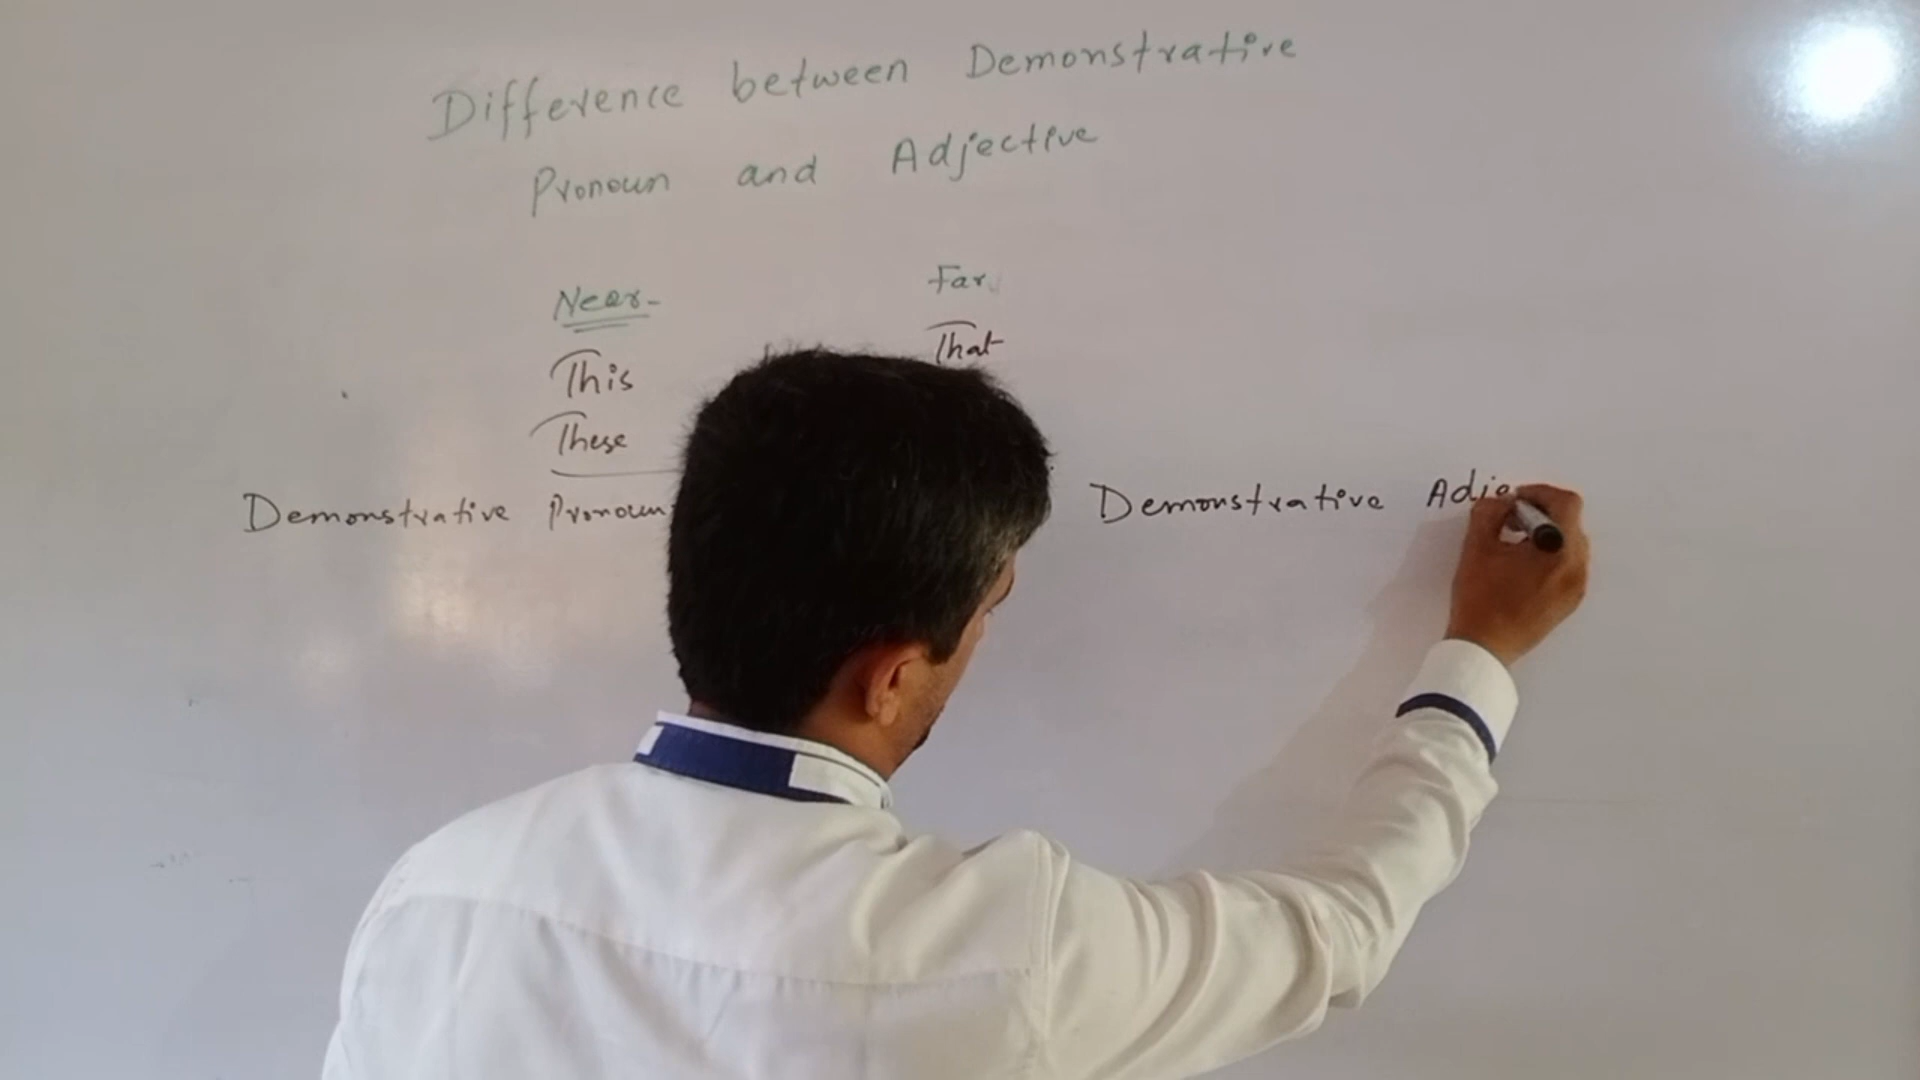 Difference between Demonstrative
Pronoun and Adjective
Near- Far
This That
These
Demonstrative Pronoun Demonstrative Adje